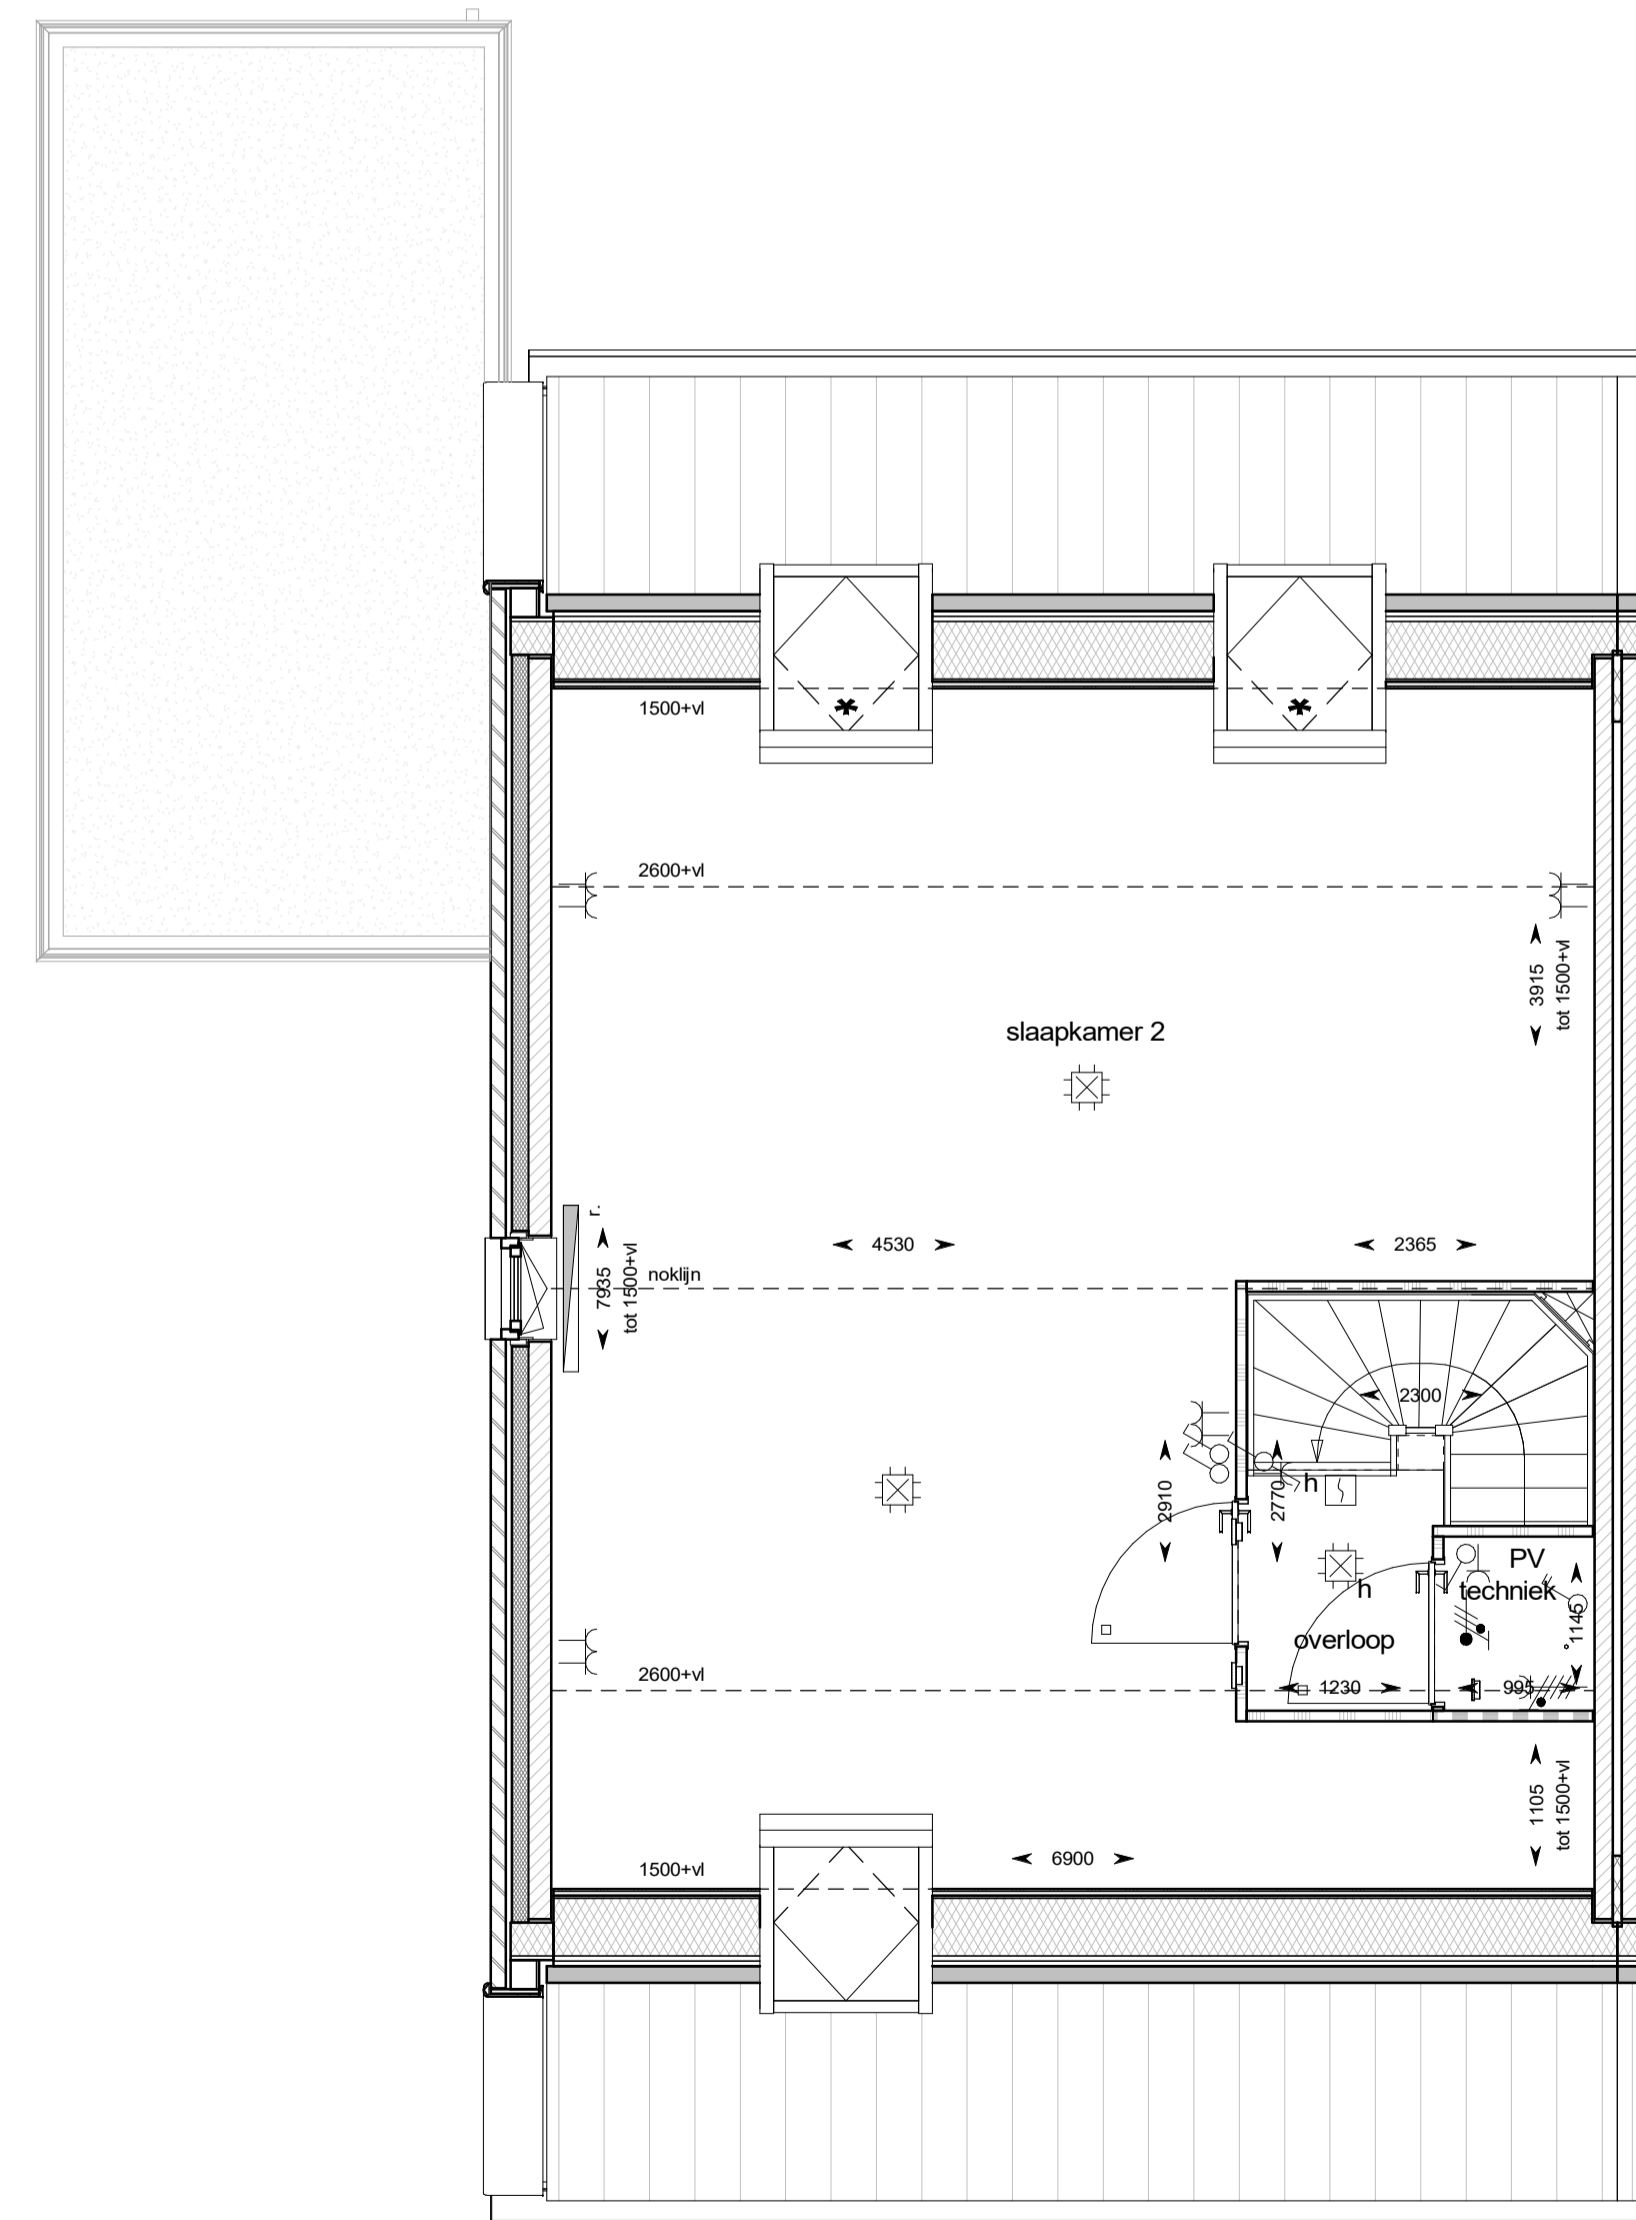 1500+vl
2600+vl
3915
tot 1500+vl
slaapkamer 2
r.
7935
tot 1500+vl
noklijn
4530
2365
2300
2910
2770
h
h
PV
techniek
1145
overloop
2600+vl
1230
995
1105
tot 1500+vl
1500+vl
6900